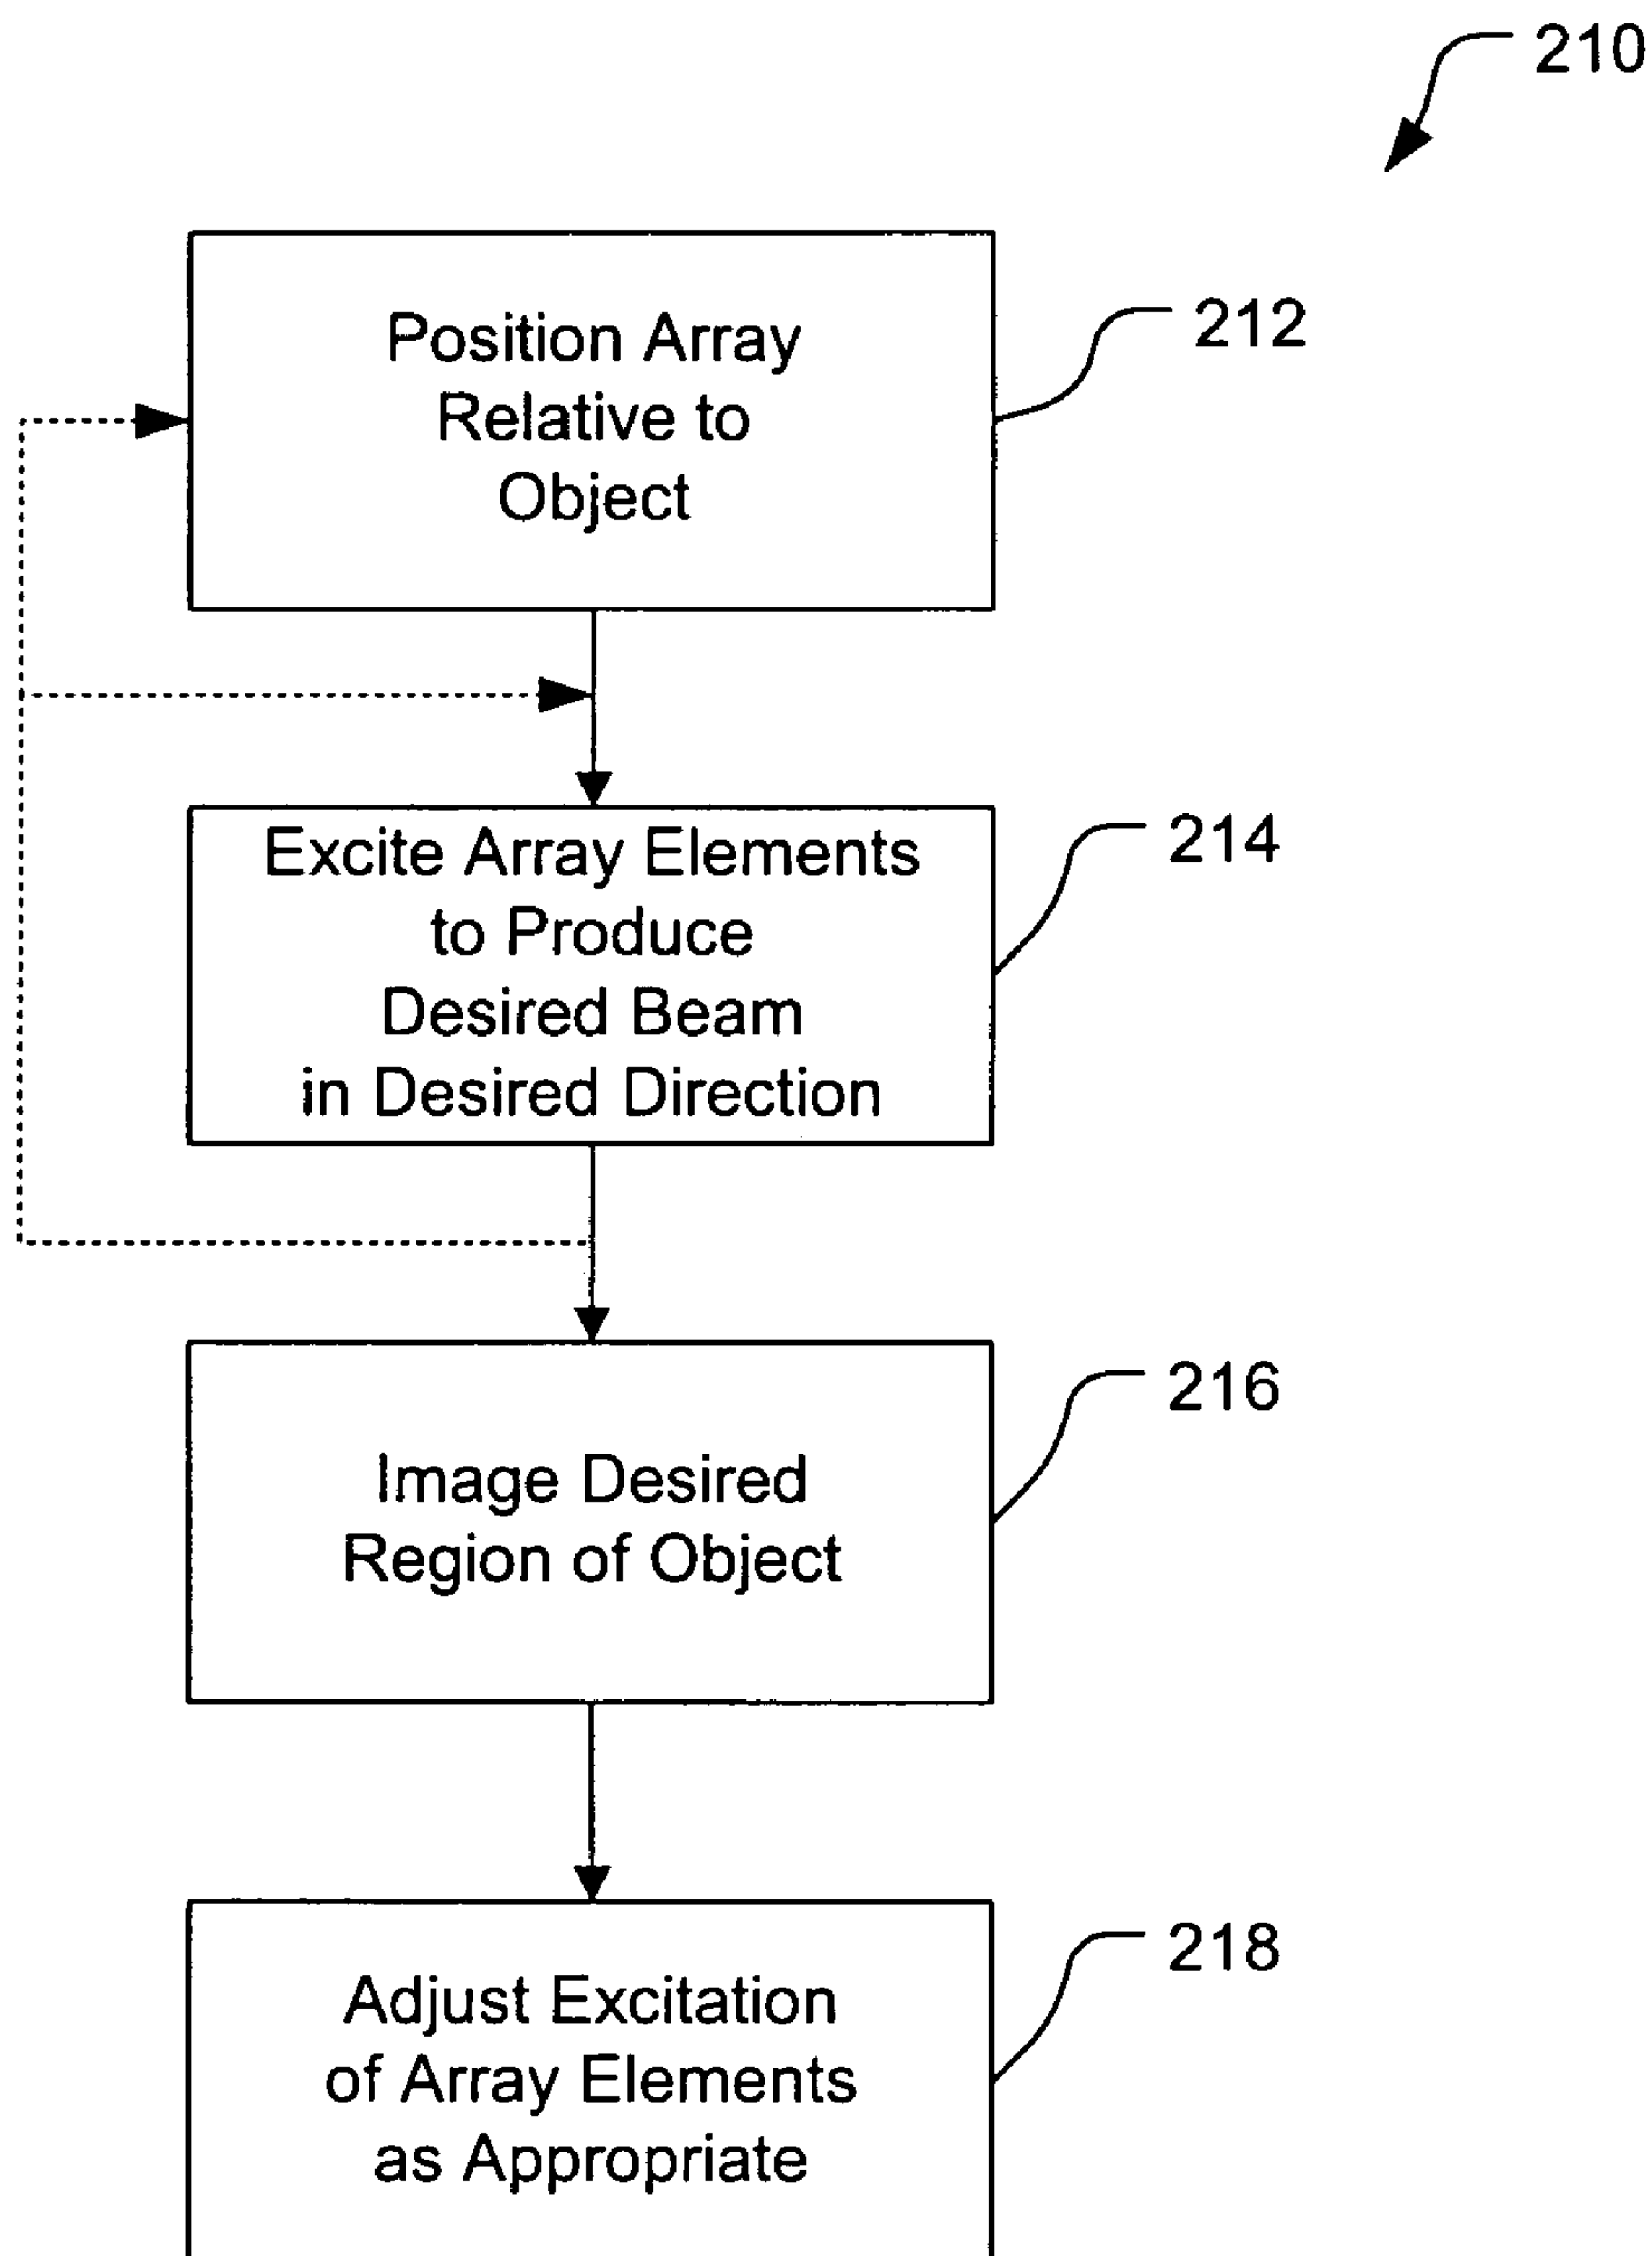 210
Position Array
Relative to
Object
212
Excite Array Elements
to Produce
Desired Beam
in Desired Direction
214
Image Desired
Region of Object
216
Adjust Excitation
of Array Elements
as Appropriate
218